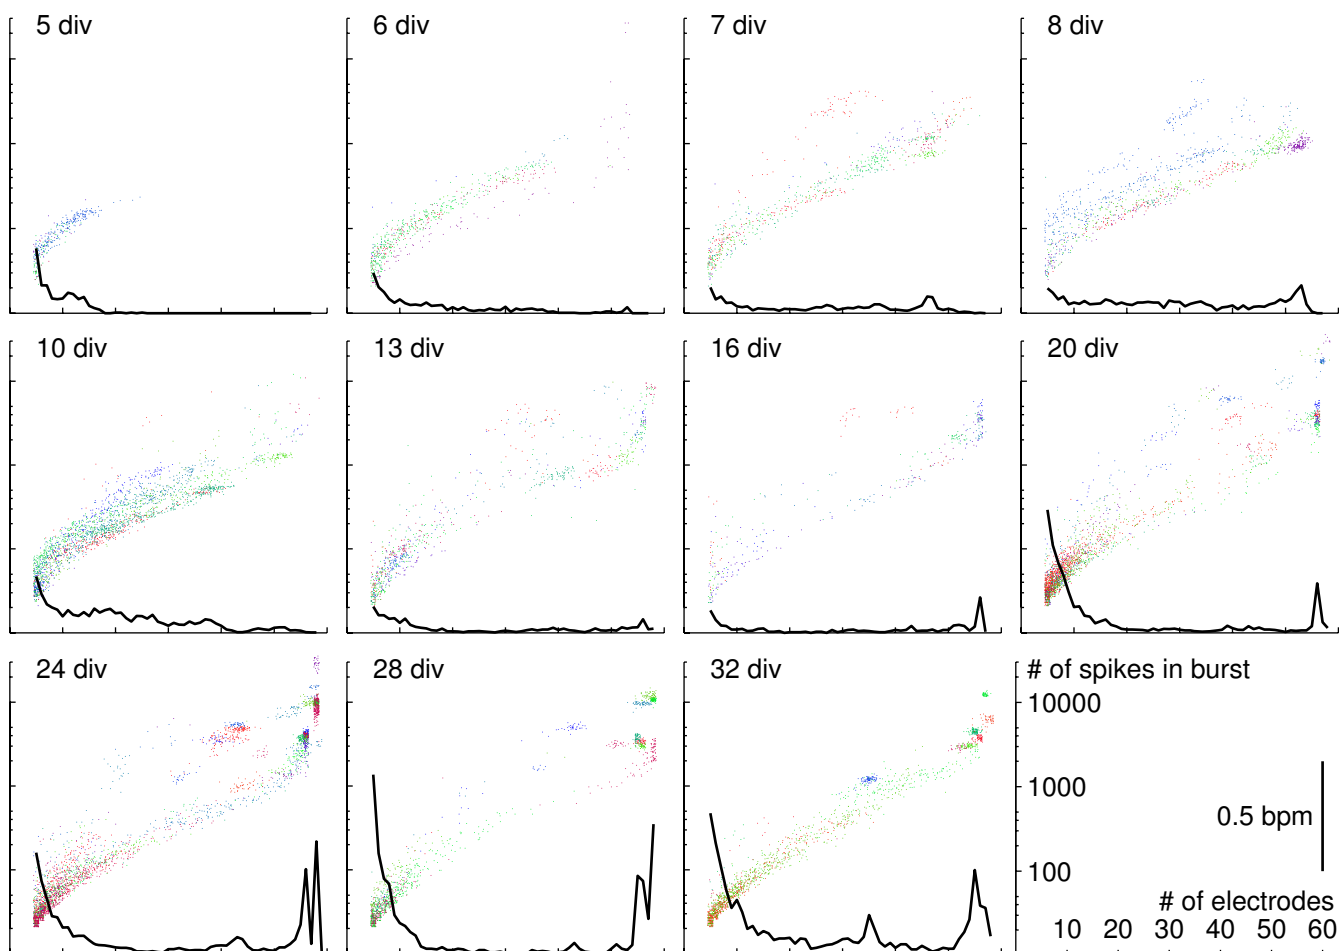 5 div
6 div
7 div
8 div
10 div
13 div
16 div
20 div
24 div
28 div
32 div
# of spikes in burst
10000
1000
0.5 bpm
100
# of electrodes
10 20 30 40 50 60